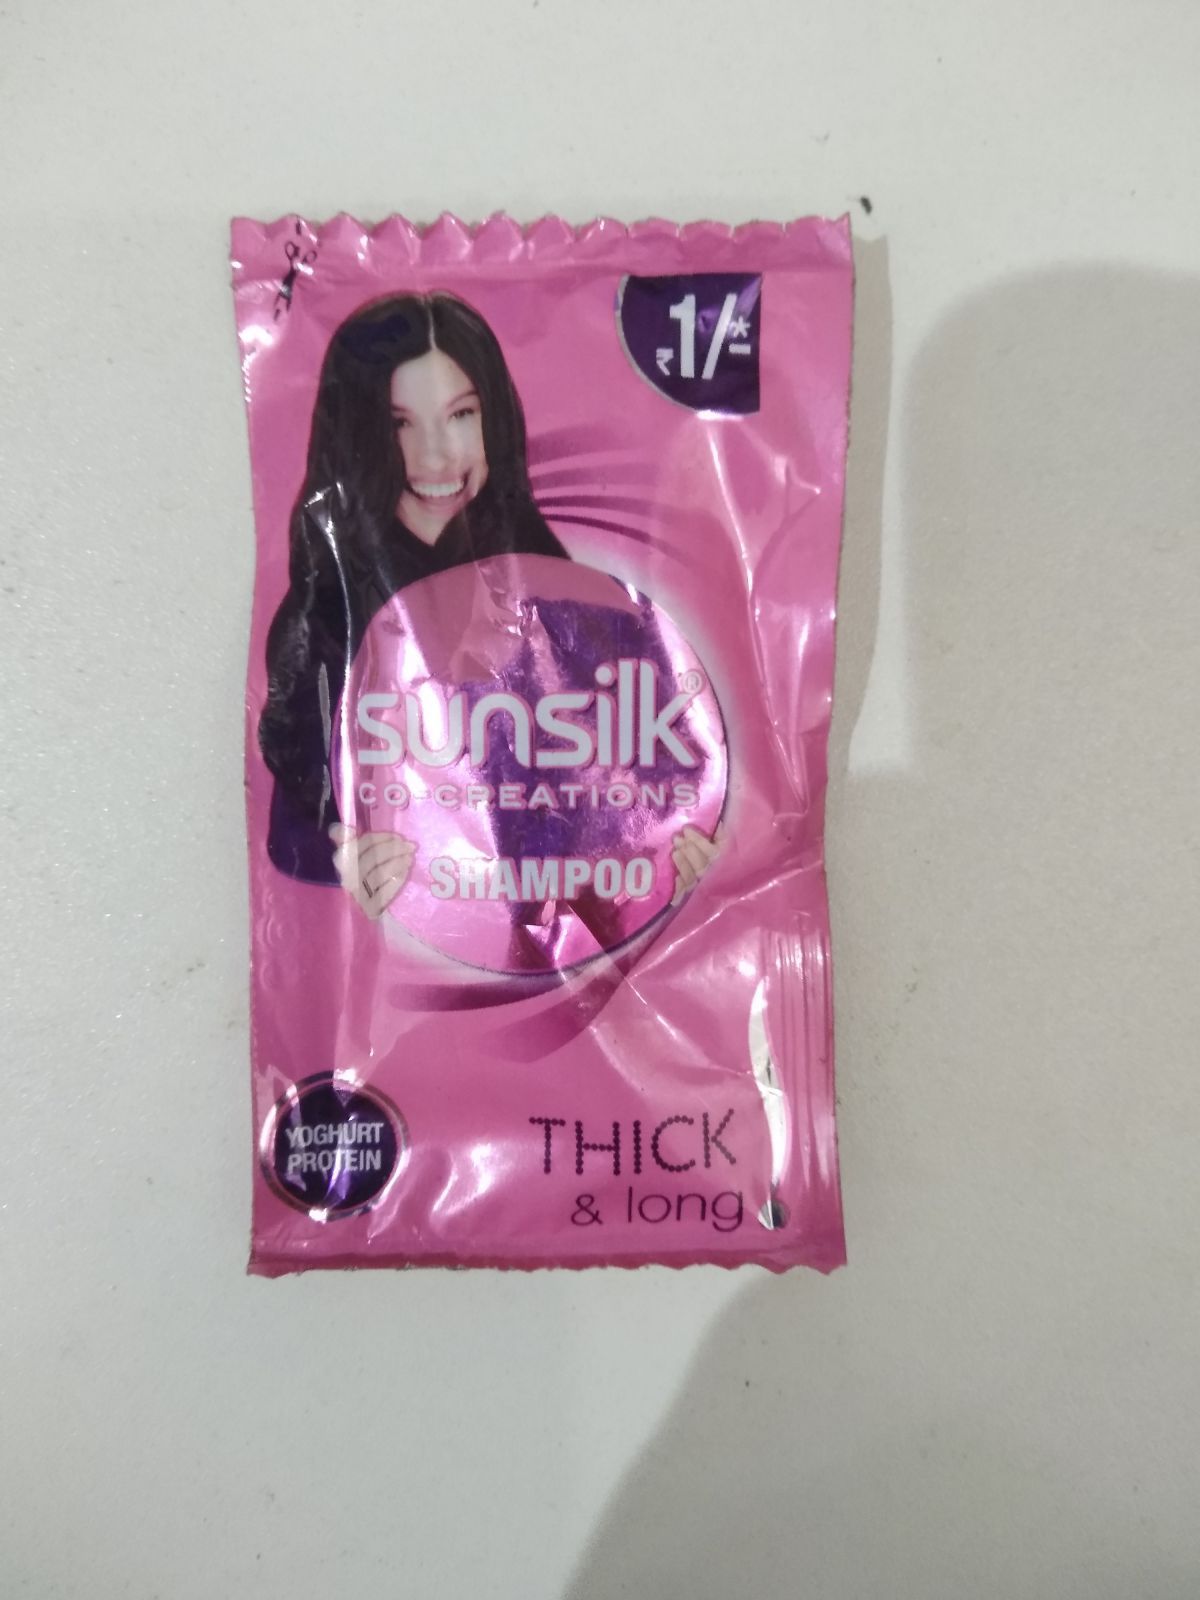 ₹1/-*
sunsilk®
CO-CREATIONS
SHAMPOO
YOGHURT
PROTEIN
THICK
& long